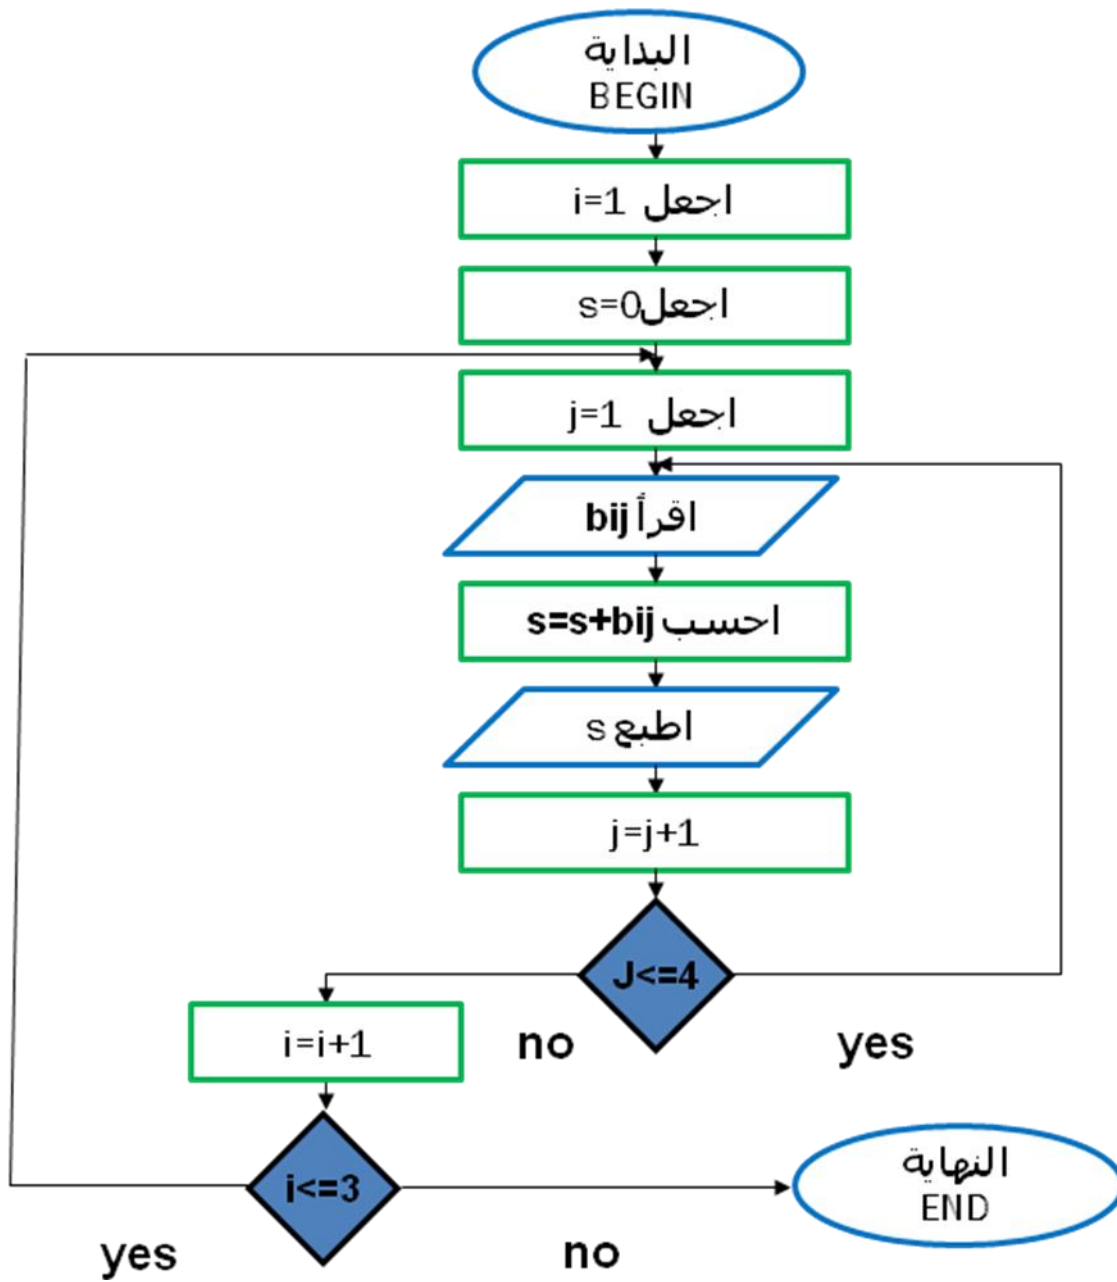 البداية
BEGIN
اجعل i=1
اجعل s=0
اجعل j=1
اقرأ bij
احسب s=s+bij
اطبع s
j=j+1
J<=4
no
yes
i=i+1
i<=3
yes
no
النهاية
END